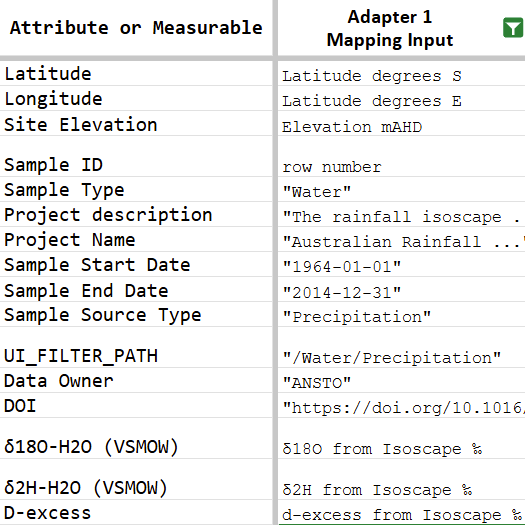 Attribute or Measurable Adapter 1
Mapping Input
Latitude Latitude degrees S
Longitude Latitude degrees E
Site Elevation Elevation mAHD
Sample ID row number
Sample Type "Water"
Project description "The rainfall isoscape .
Project Name "Australian Rainfall ..."
Sample Start Date "1964-01-01"
Sample End Date "2014-12-31"
Sample Source Type "Precipitation"
UI_FILTER_PATH "/Water/Precipitation"
Data Owner "ANSTO"
DOI "https://doi.org/10.1016/
δ18O-H2O (VSMOW) δ18O from Isoscape ‰
δ2H-H2O (VSMOW) δ2H from Isoscape ‰
D-excess d-excess from Isoscape ‰